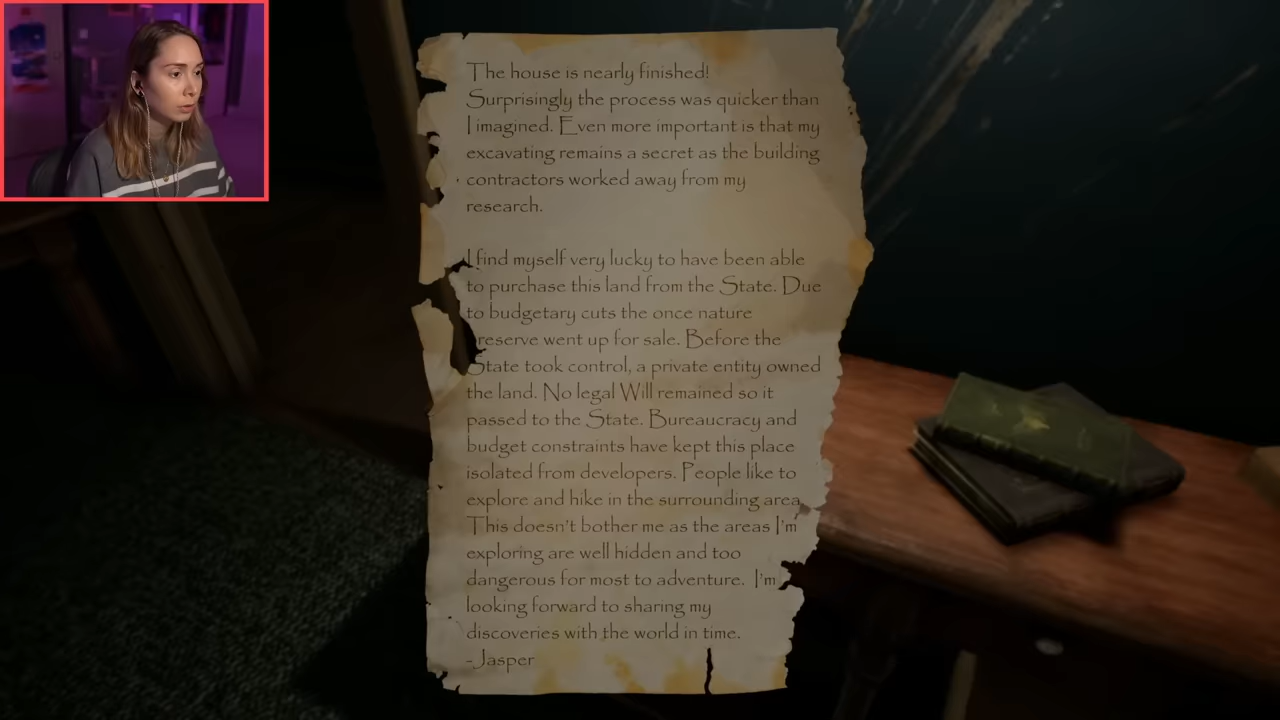 The house is nearly finished!
Surprisingly the process was quicker than
I imagined. Even more important is that my
excavating remains a secret as the building
contractors worked away from my
research.
I find myself very lucky to have been able
to purchase this land from the State. Due
to budgetary cuts the once nature
reserve went up for sale. Before the
State took control, a private entity owned
the land. No legal Will remained so it
passed to the State. Bureaucracy and
budget constraints have kept this place
isolated from developers. People like to
explore and hike in the surrounding area.
This doesn't bother me as the areas I'm
exploring are well hidden and too
dangerous for most to adventure. I'm
looking forward to sharing my
discoveries with the world in time.
-Jasper